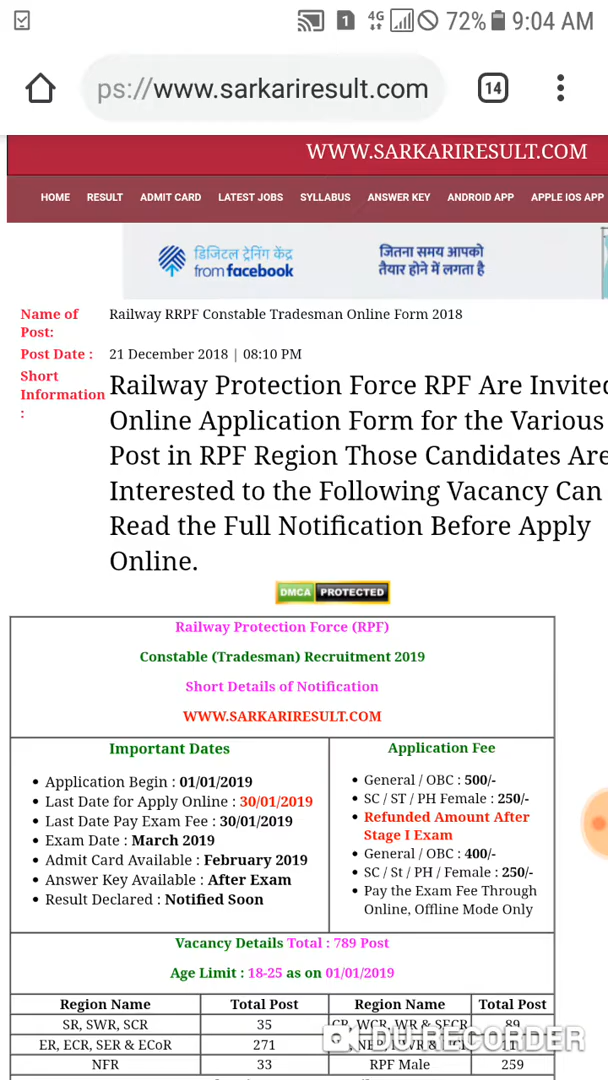 1 4G 72% 9:04 AM
ps://www.sarkariresult.com 14
WWW.SARKARIRESULT.COM
HOME RESULT ADMIT CARD LATEST JOBS SYLLABUS ANSWER KEY ANDROID APP APPLE IOS APP
डिजिटल ट्रेनिंग केंद्र जितना समय आपको
from facebook तैयार होने में लगता है
Name of Post: Railway RRPF Constable Tradesman Online Form 2018
Post Date : 21 December 2018 | 08:10 PM
Short Information :
Railway Protection Force RPF Are Invited
Online Application Form for the Various
Post in RPF Region Those Candidates Are
Interested to the Following Vacancy Can
Read the Full Notification Before Apply
Online.
DMCA PROTECTED
Railway Protection Force (RPF)
Constable (Tradesman) Recruitment 2019
Short Details of Notification
WWW.SARKARIRESULT.COM
Important Dates
Application Begin : 01/01/2019
Last Date for Apply Online : 30/01/2019
Last Date Pay Exam Fee : 30/01/2019
Exam Date : March 2019
Admit Card Available : February 2019
Answer Key Available : After Exam
Result Declared : Notified Soon
Application Fee
General / OBC : 500/-
SC / ST / PH Female : 250/-
Refunded Amount After
Stage I Exam
General / OBC : 400/-
SC / St / PH / Female : 250/-
Pay the Exam Fee Through
Online, Offline Mode Only
Vacancy Details Total : 789 Post
Age Limit : 18-25 as on 01/01/2019
Region Name Total Post Region Name Total Post
SR, SWR, SCR 35 WCR, WR & SECR 89
ER, ECR, SER & ECoR 271
NFR 33 RPF Male 259
DU RECORDER